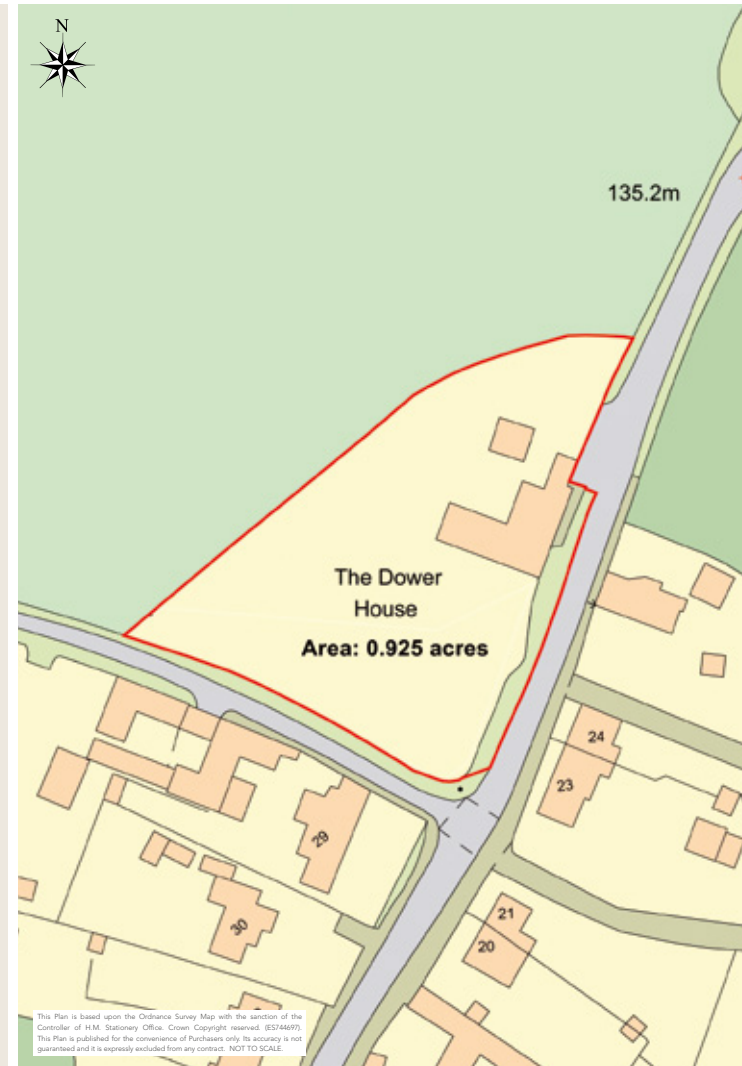 N
135.2m
The Dower
House
Area: 0.925 acres
24
23
29
21
30
20
This Plan is based upon the Ordnance Survey Map with the sanction of the
Controller of H.M. Stationery Office. Crown Copyright reserved. (ES744697).
This Plan is published for the convenience of Purchasers only. Its accuracy is not
guaranteed and it is expressly excluded from any contract. NOT TO SCALE.